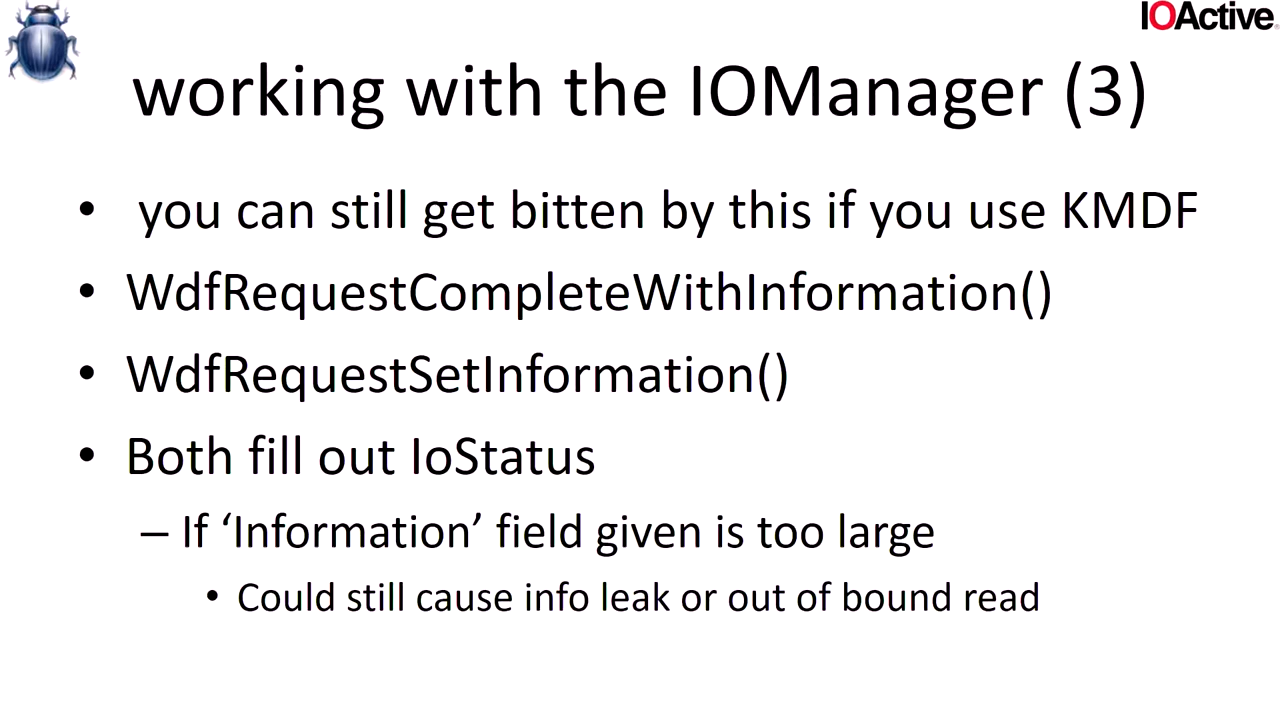 IOActive
working with the IOManager (3)
• you can still get bitten by this if you use KMDF
• WdfRequestCompleteWithInformation()
• WdfRequestSetInformation()
• Both fill out IoStatus
– If ‘Information’ field given is too large
• Could still cause info leak or out of bound read